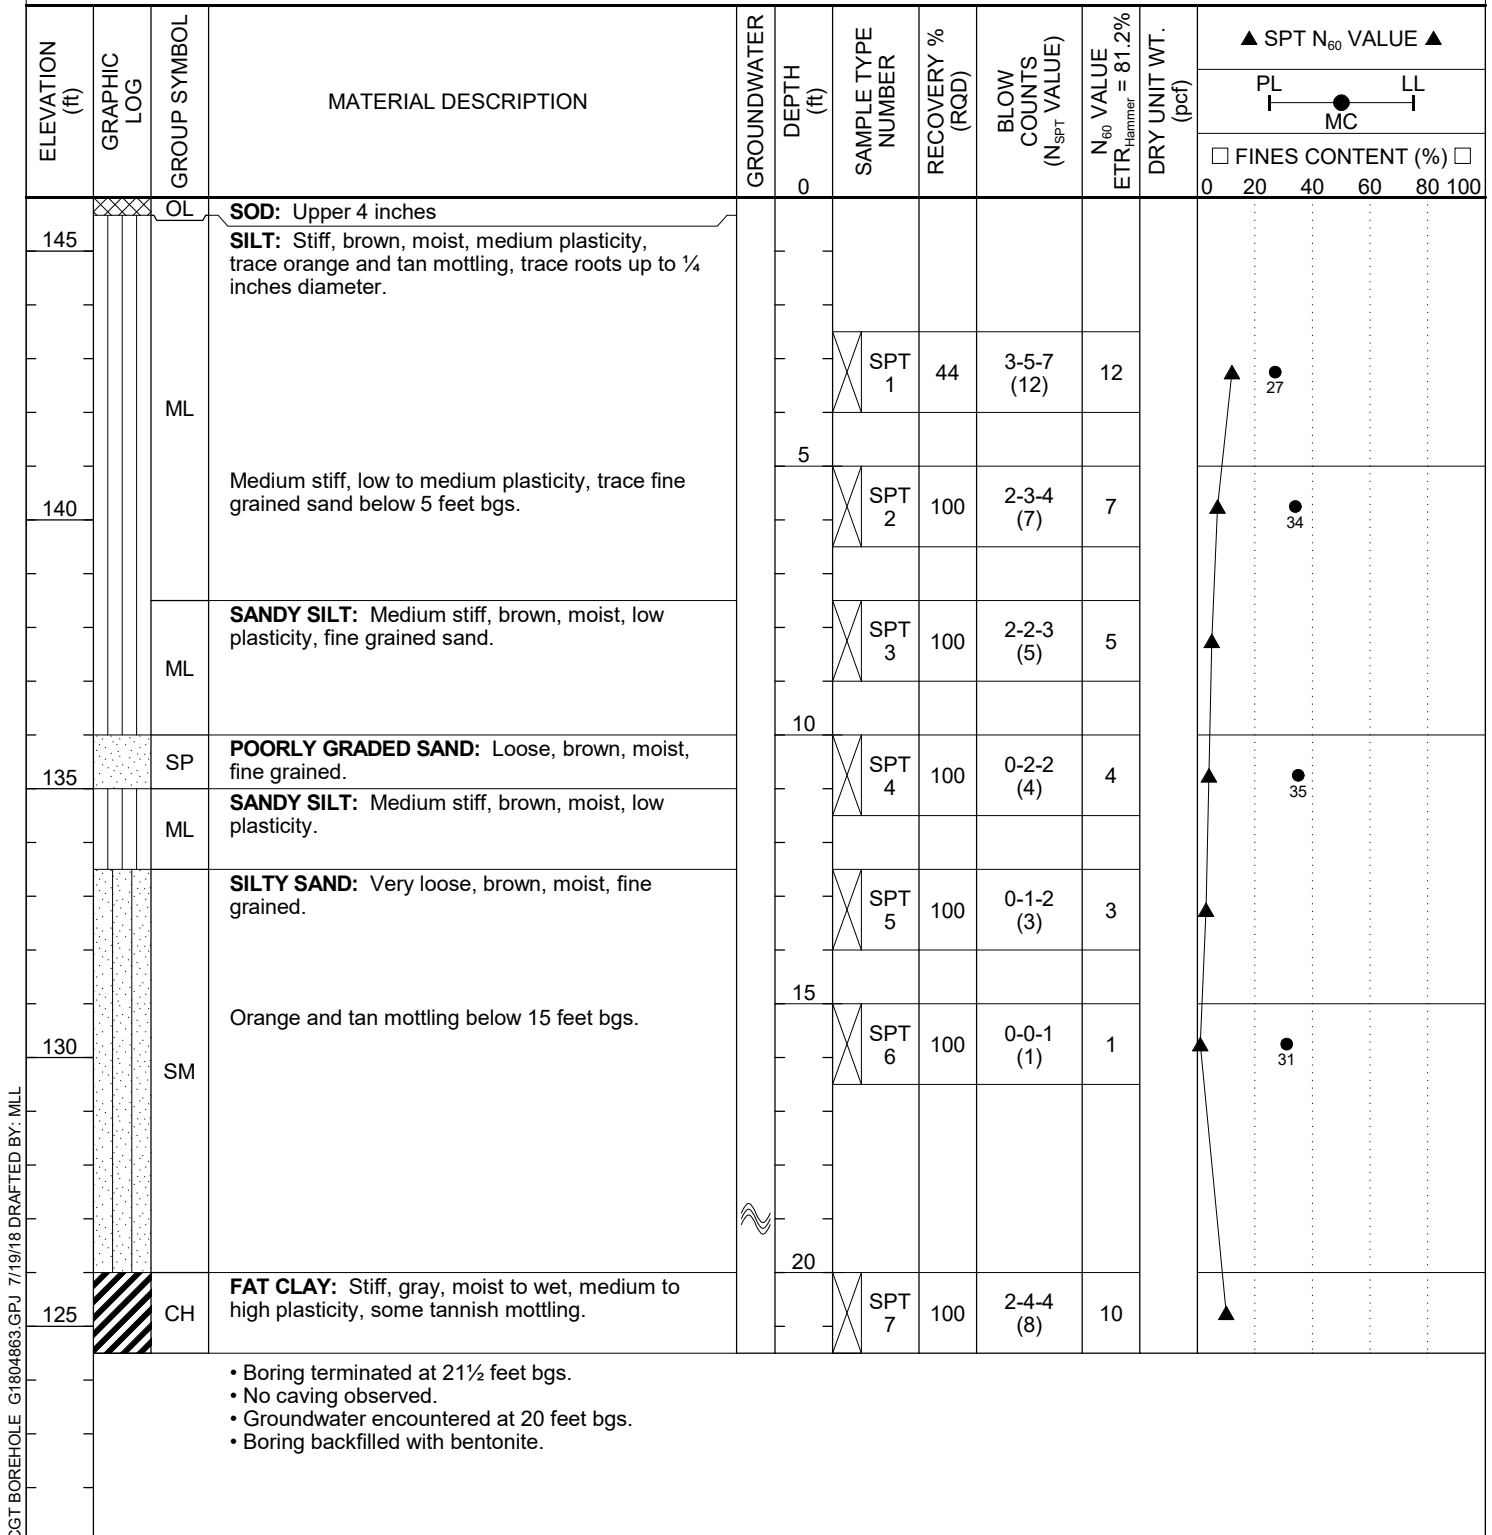 ELEVATION
(ft)
GRAPHIC
LOG
GROUP SYMBOL
MATERIAL DESCRIPTION
GROUNDWATER
DEPTH
(ft)
0
SAMPLE TYPE
NUMBER
RECOVERY %
(RQD)
BLOW
COUNTS
(N_SPT VALUE)
N₆₀ VALUE
ETR_Hammer = 81.2%
DRY UNIT WT.
(pcf)
▲ SPT N₆₀ VALUE ▲
PL LL
MC
□ FINES CONTENT (%) □
0 20 40 60 80 100
OL SOD: Upper 4 inches
145
SILT: Stiff, brown, moist, medium plasticity,
trace orange and tan mottling, trace roots up to ¼
inches diameter.
ML
SPT
1
44
3-5-7
(12)
12
27
5
Medium stiff, low to medium plasticity, trace fine
grained sand below 5 feet bgs.
140
SPT
2
100
2-3-4
(7)
7
34
SANDY SILT: Medium stiff, brown, moist, low
plasticity, fine grained sand.
ML
SPT
3
100
2-2-3
(5)
5
10
POORLY GRADED SAND: Loose, brown, moist,
fine grained.
SP
135
SPT
4
100
0-2-2
(4)
4
35
SANDY SILT: Medium stiff, brown, moist, low
plasticity.
ML
SILTY SAND: Very loose, brown, moist, fine
grained.
SPT
5
100
0-1-2
(3)
3
15
Orange and tan mottling below 15 feet bgs.
130
SM
SPT
6
100
0-0-1
(1)
1
31
20
FAT CLAY: Stiff, gray, moist to wet, medium to
high plasticity, some tannish mottling.
125
CH
SPT
7
100
2-4-4
(8)
10
• Boring terminated at 21½ feet bgs.
• No caving observed.
• Groundwater encountered at 20 feet bgs.
• Boring backfilled with bentonite.
CGT BOREHOLE G1804863.GPJ 7/19/18 DRAFTED BY: MLL